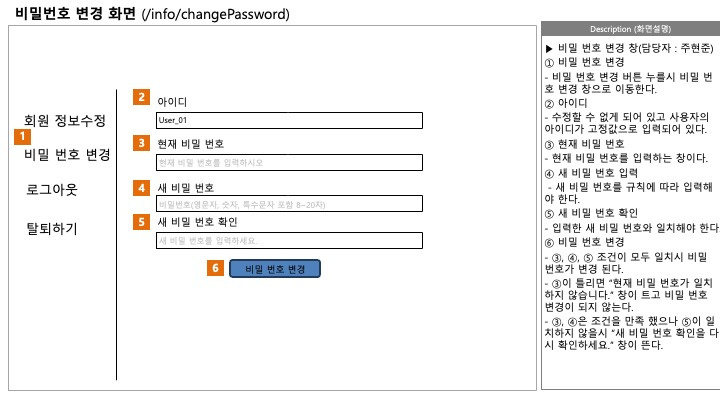 비밀번호 변경 화면 (/info/changePassword)
회원 정보수정
1
비밀 번호 변경
로그아웃
탈퇴하기
2
아이디
User_01
3
현재 비밀 번호
현재 비밀 번호를 입력하시오
4
새 비밀 번호
비밀번호(영문자, 숫자, 특수문자 포함 8~20자)
5
새 비밀 번호 확인
새 비밀 번호를 입력하세요.
6
비밀 번호 변경
Description (화면설명)
▶ 비밀 번호 변경 창(담당자 : 주현준)
① 비밀 번호 변경
- 비밀 번호 변경 버튼 누를시 비밀 번
호 변경 창으로 이동한다.
② 아이디
- 수정할 수 없게 되어 있고 사용자의
아이디가 고정값으로 입력되어 있다.
③ 현재 비밀 번호
- 현재 비밀 번호를 입력하는 창이다.
④ 새 비밀 번호 입력
- 새 비밀 번호를 규칙에 따라 입력해
야 한다.
⑤ 새 비밀 번호 확인
- 입력한 새 비밀 번호와 일치해야 한다
⑥ 비밀 번호 변경
- ③, ④, ⑤ 조건이 모두 일치시 비밀
번호가 변경 된다.
- ③이 틀리면 "현재 비밀 번호가 일치
하지 않습니다." 창이 트고 비밀 번호
변경이 되지 않는다.
- ③, ④은 조건을 만족 했으나 ⑤이 일
치하지 않을시 "새 비밀 번호 확인을 다
시 확인하세요." 창이 뜬다.